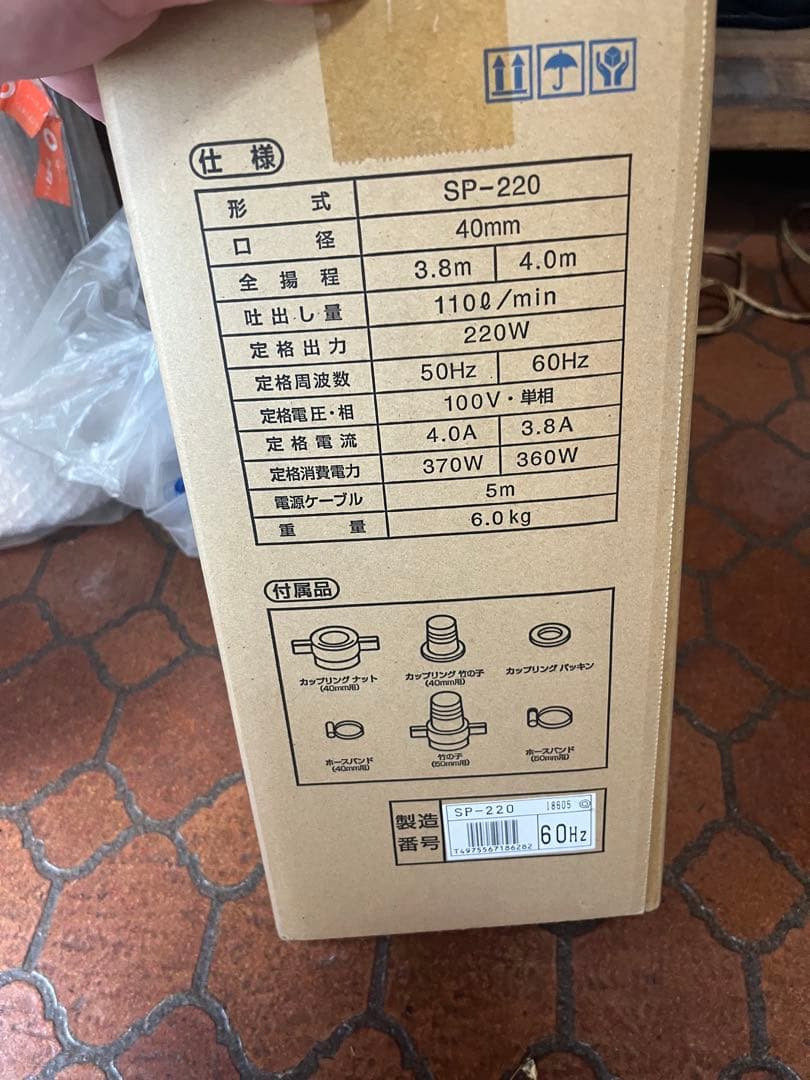 仕様
形式 SP-220
口径 40mm
全揚程 3.8m 4.0m
吐出し量 110ℓ/min
定格出力 220W
定格周波数 50Hz 60Hz
定格電圧・相 100V・単相
定格電流 4.0A 3.8A
定格消費電力 370W 360W
電源ケーブル 5m
重量 6.0kg
付属品
カップリング ナット
(40mm用)
カップリング 竹の子
(40mm用)
カップリング パッキン
ホースバンド
(40mm用)
竹の子
(50mm用)
ホースバンド
(50mm用)
製造
番号
SP-220 18605
60Hz
T4975567186282